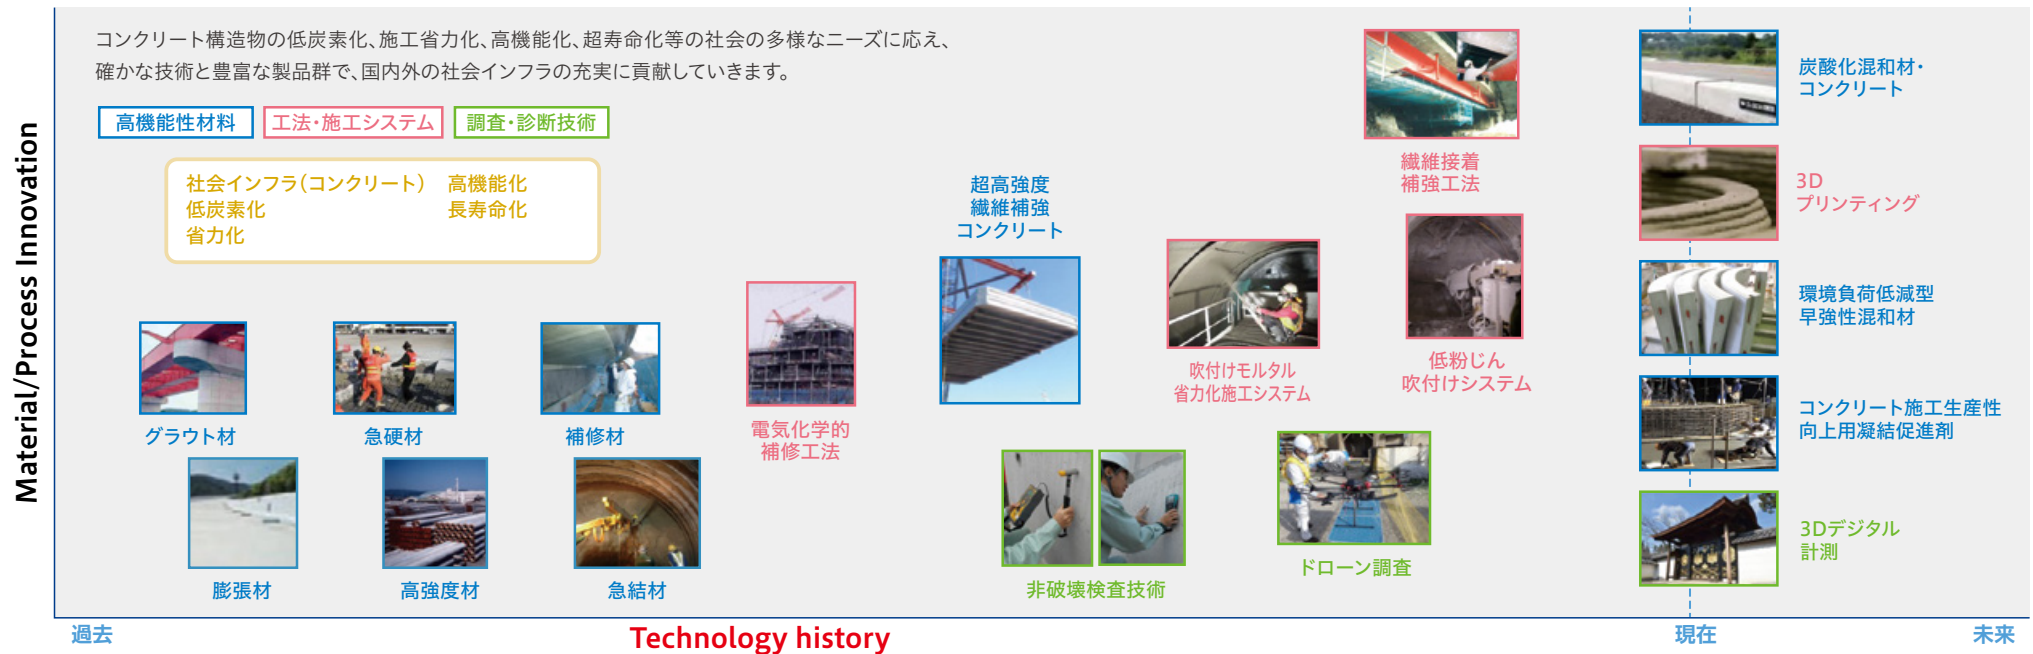 コンクリート構造物の低炭素化、施工省力化、高機能化、超寿命化等の社会の多様なニーズに応え、
確かな技術と豊富な製品群で、国内外の社会インフラの充実に貢献していきます。
高機能性材料
工法・施工システム
調査・診断技術
社会インフラ（コンクリート）
低炭素化
省力化
高機能化
長寿命化
Material/Process Innovation
グラウト材
急硬材
補修材
膨張材
高強度材
急結材
電気化学的
補修工法
超高強度
繊維補強
コンクリート
非破壊検査技術
吹付けモルタル
省力化施工システム
ドローン調査
繊維接着
補強工法
低粉じん
吹付けシステム
炭酸化混和材・
コンクリート
3D
プリンティング
環境負荷低減型
早強性混和材
コンクリート施工生産性
向上用凝結促進剤
3Dデジタル
計測
過去
Technology history
現在
未来